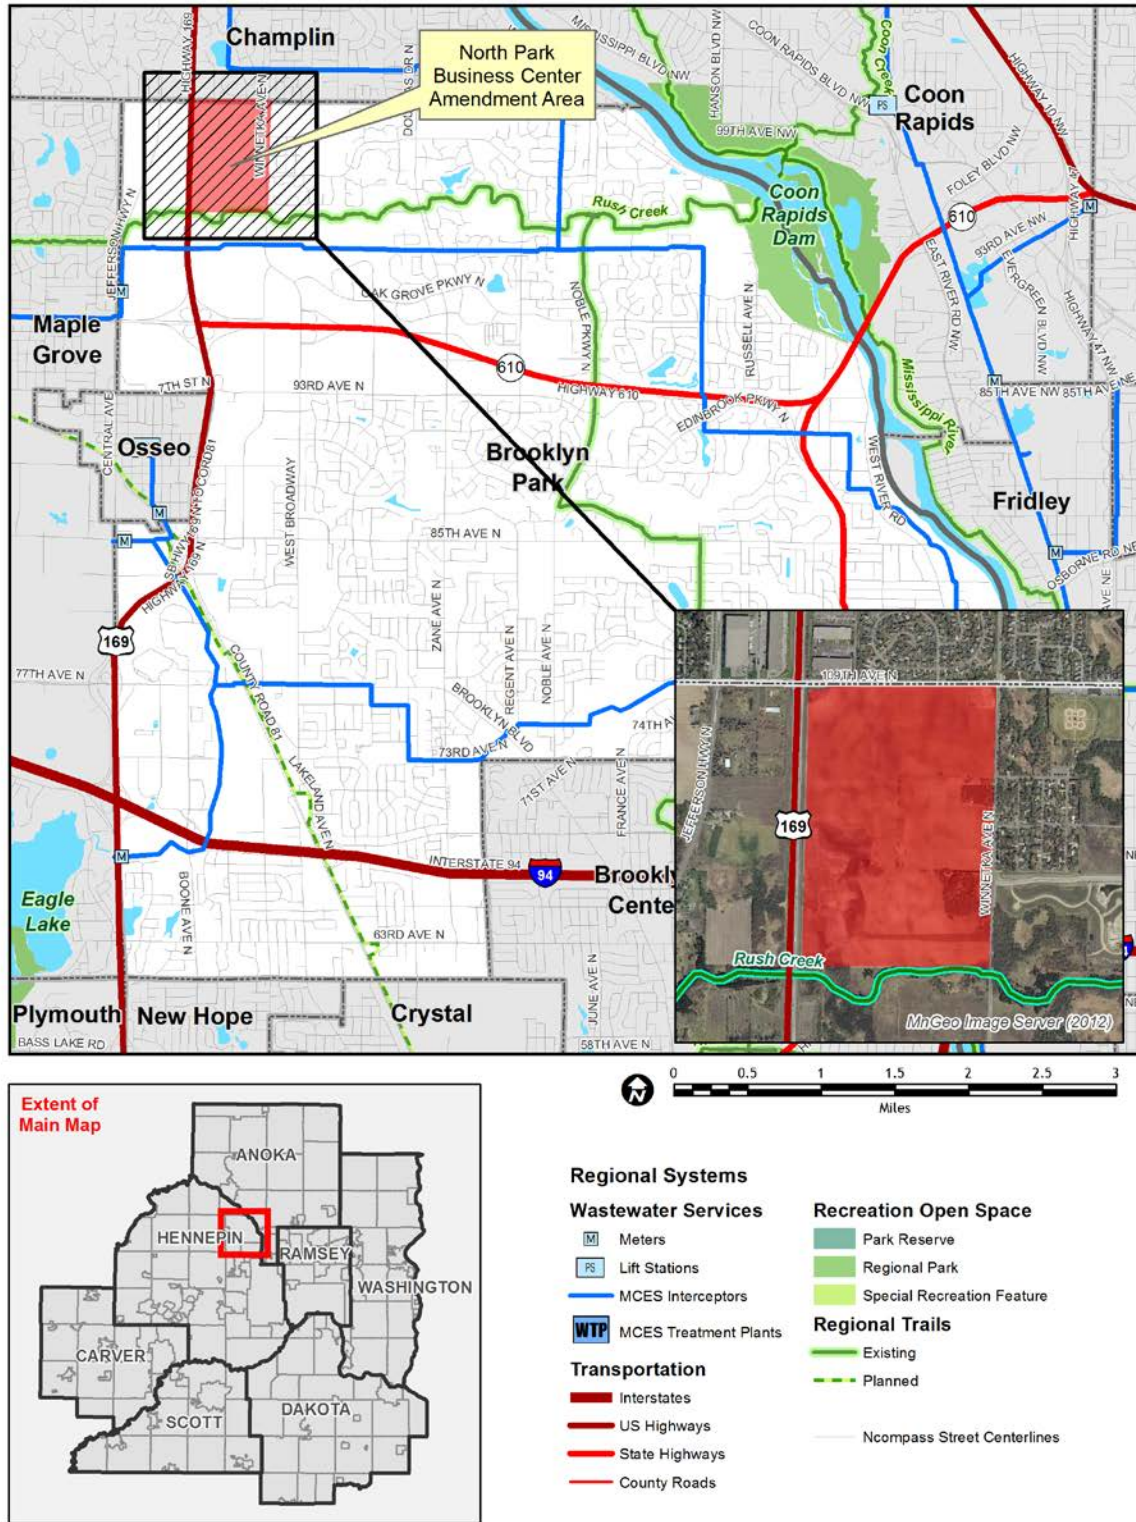 Champlin
HIGHWAY 169
WINNETKA AVE N
North Park
Business Center
Amendment Area
MISSISSIPPI BLVD NW
HANSON BLVD NW
COON RAPIDS BLVD NW
Coon Creek
PS
Coon
Rapids
HIGHWAY 10 NW
99TH AVE NW
FOLEY BLVD NW
610
JEFFERSON HWY N
Rush Creek
Coon
Rapids
Dam
93RD AVE NW
M
EAST RIVER RD NW
EVERGREEN BLVD NW
HIGHWAY 47 NW
M
OAK GROVE PKWY N
NOBLE PKWY N
RUSSELL AVE N
Maple
Grove
610
HIGHWAY 610
7TH ST N
93RD AVE N
EDINBROOK PKWY N
Mississippi River
M
85TH AVE NW
85TH AVE NE
CENTRAL AVE
Osseo
WEST BROADWAY
Brooklyn
Park
WEST RIVER RD
Fridley
M
M
85TH AVE N
M
OSBORNE RD NE
HIGHWAY 169 N
169
ZANE AVE N
REGENT AVE N
NOBLE AVE N
77TH AVE N
COUNTY ROAD 81
BROOKLYN BLVD
73RD AVE N
74TH A
71ST AVE N
FRANCE AVE N
LAKELAND AVE N
109TH AVE N
JEFFERSON HWY N
169
WINNETKA AVE N
Rush Creek
MnGeo Image Server (2012)
M
INTERSTATE 94
94
Brookly
Cente
Eagle
Lake
BOONE AVE N
63RD AVE N
JUNE AVE N
Plymouth
New Hope
Crystal
BASS LAKE RD
58TH AVE N
N
0 0.5 1 1.5 2 2.5 3
Miles
Extent of
Main Map
ANOKA
HENNEPIN
RAMSEY
WASHINGTON
CARVER
SCOTT
DAKOTA
Regional Systems
Wastewater Services
M Meters
PS Lift Stations
MCES Interceptors
WTP MCES Treatment Plants
Transportation
Interstates
US Highways
State Highways
County Roads
Recreation Open Space
Park Reserve
Regional Park
Special Recreation Feature
Regional Trails
Existing
Planned
Ncompass Street Centerlines